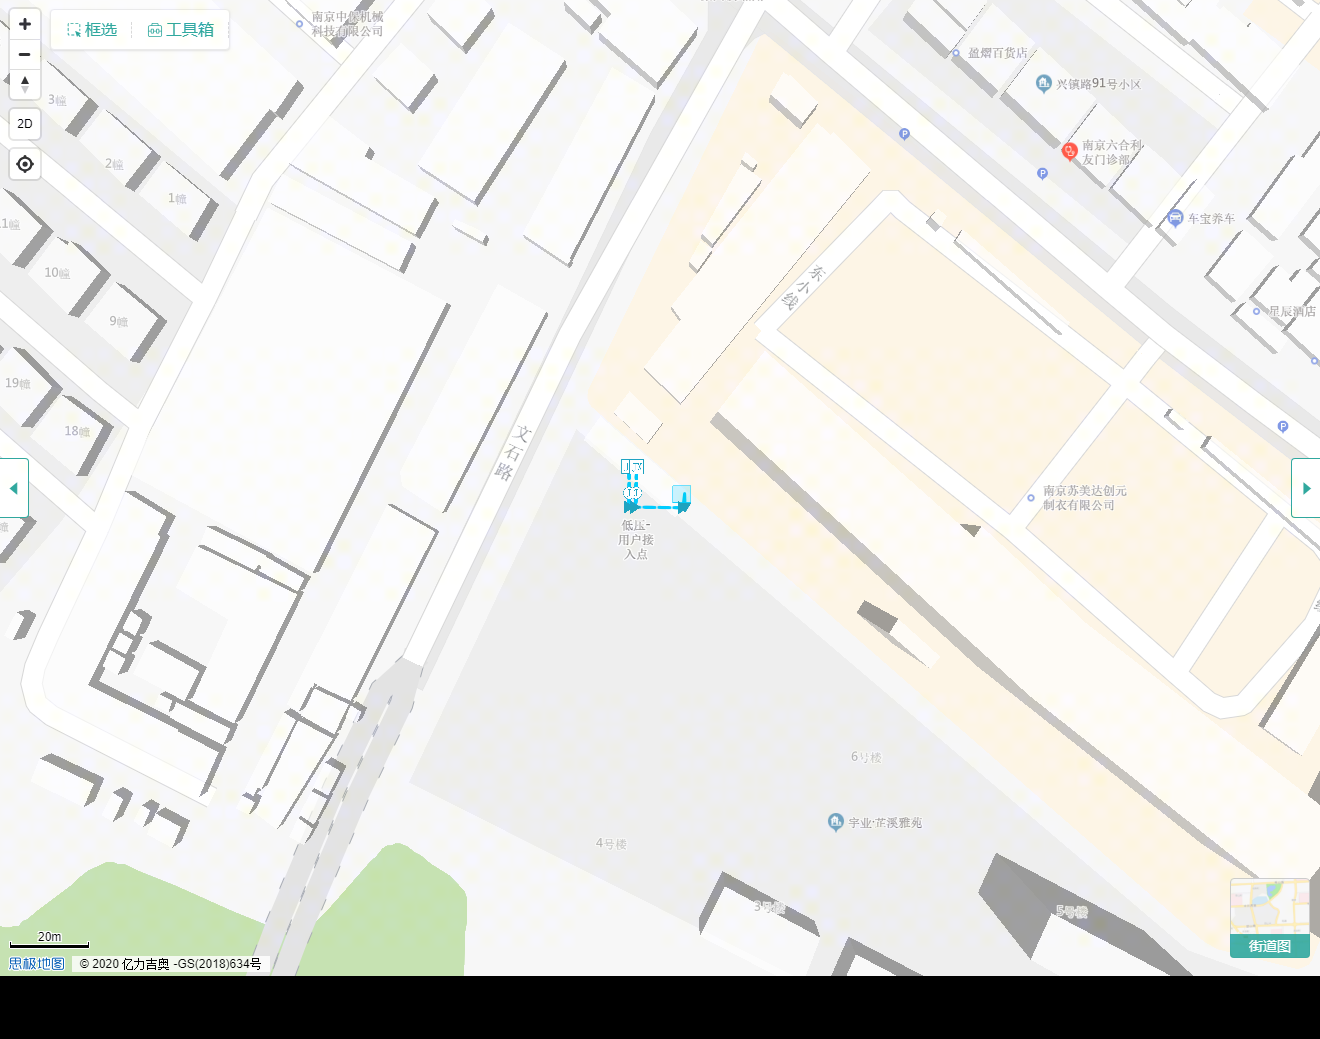 框选
工具箱
2D
南京中保机械
科技有限公司
3幢
2幢
1幢
11幢
10幢
9幢
19幢
18幢
幢
盈熠百货店
兴镇路91号小区
南京六合利
友门诊部
车宝养车
星辰酒店
东小线
文石路
低压-
用户接
入点
南京苏美达创元
制衣有限公司
6号楼
宇业·芷溪雅苑
4号楼
3号楼
5号楼
20m
思极地图
© 2020 亿力吉奥 -GS(2018)634号
街道图